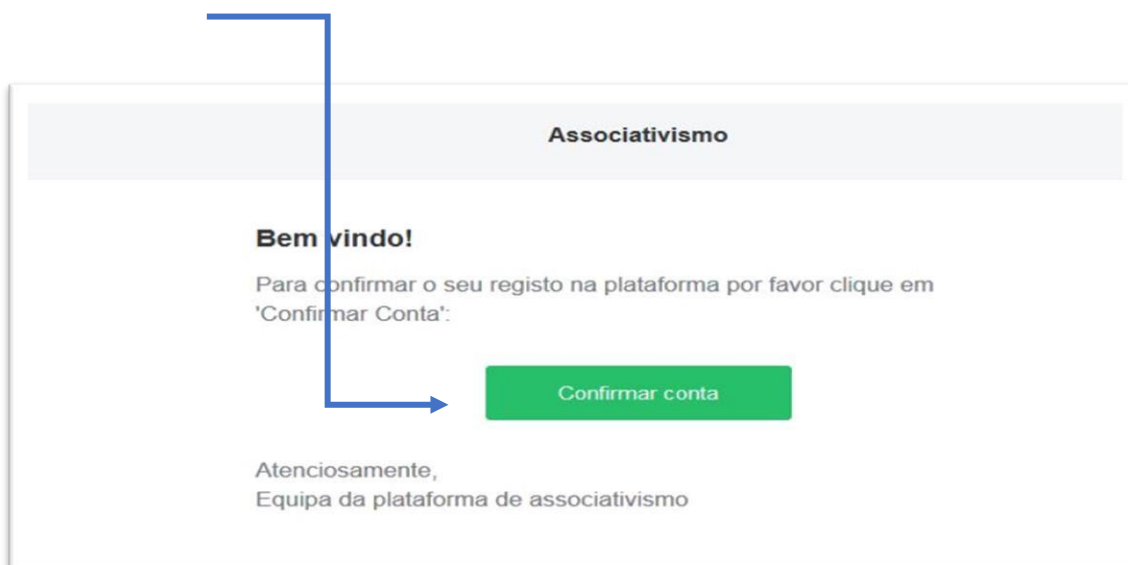 Associativismo
Bem vindo!
Para confirmar o seu registo na plataforma por favor clique em
'Confirmar Conta':
Confirmar conta
Atenciosamente,
Equipa da plataforma de associativismo